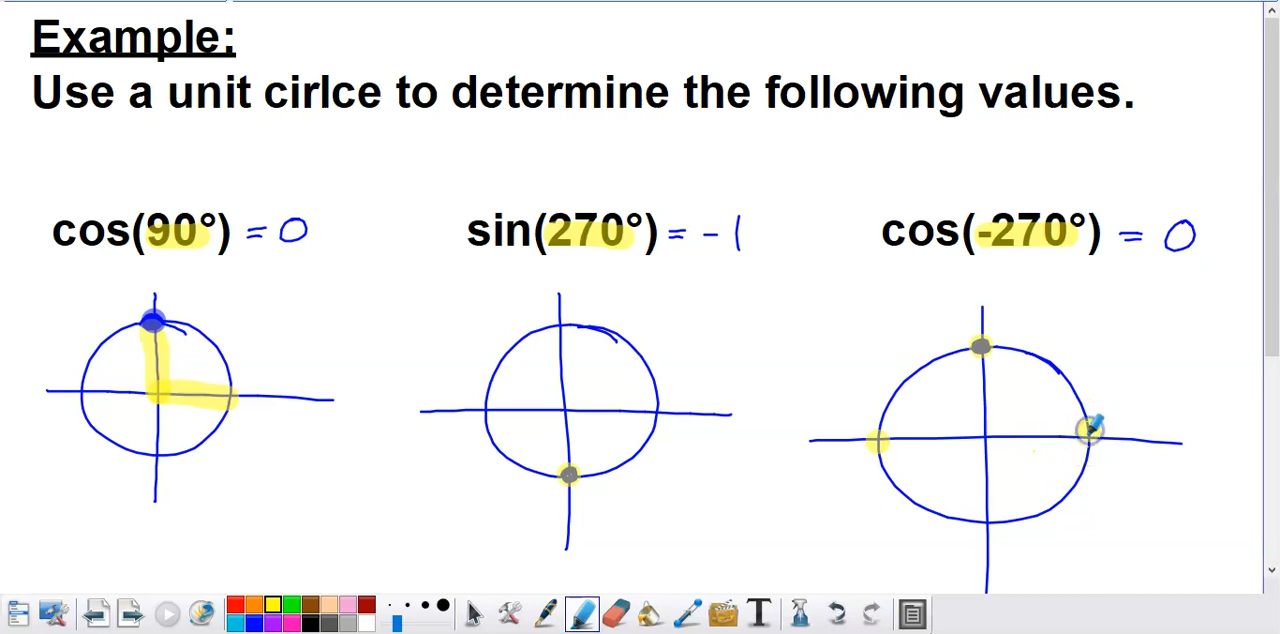 Example:
Use a unit cirlce to determine the following values.
cos(90°) = 0
sin(270°) = -1
cos(-270°) = 0
T